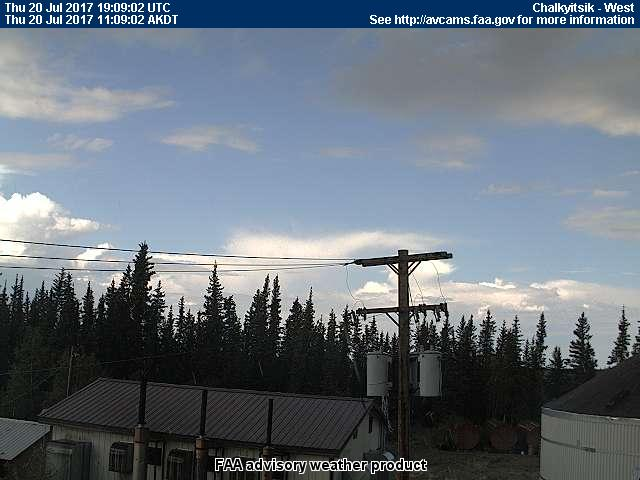 Thu 20 Jul 2017 19:09:02 UTC
Chalkyitsik - West
Thu 20 Jul 2017 11:09:02 AKDT
See http://avcams.faa.gov for more information
FAA advisory weather product